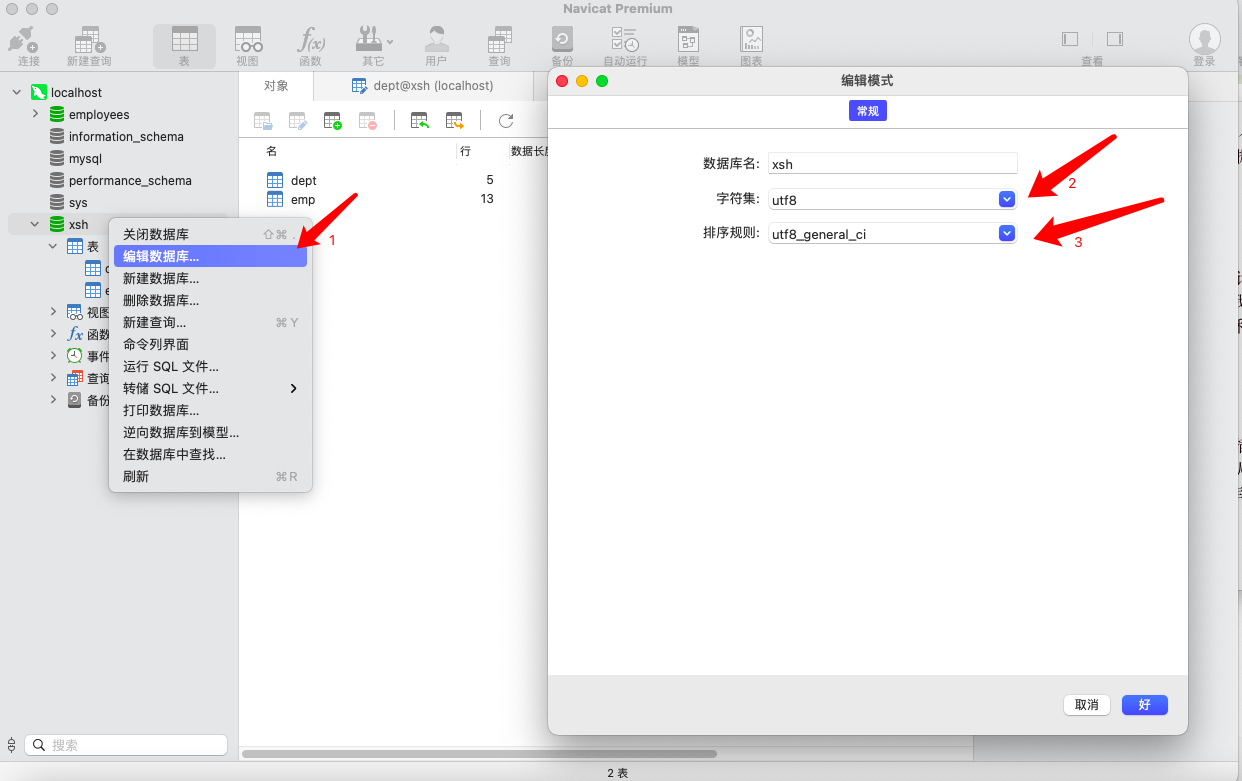 Navicat Premium
连接
新建查询
表
视图
函数
其它
用户
查询
备份
自动运行
模型
图表
查看
登录
localhost
employees
information_schema
mysql
performance_schema
sys
xsh
表
视图
函数
事件
查询
备份
搜索
对象
dept@xsh (localhost)
名 行 数据长度
dept 5
emp 13
2 表
关闭数据库 ⇧⌘
编辑数据库...
新建数据库...
删除数据库...
新建查询... ⌘Y
命令列界面
运行 SQL 文件...
转储 SQL 文件...
打印数据库...
逆向数据库到模型...
在数据库中查找...
刷新 ⌘R
1
编辑模式
常规
数据库名: xsh
字符集: utf8
2
排序规则: utf8_general_ci
3
取消
好